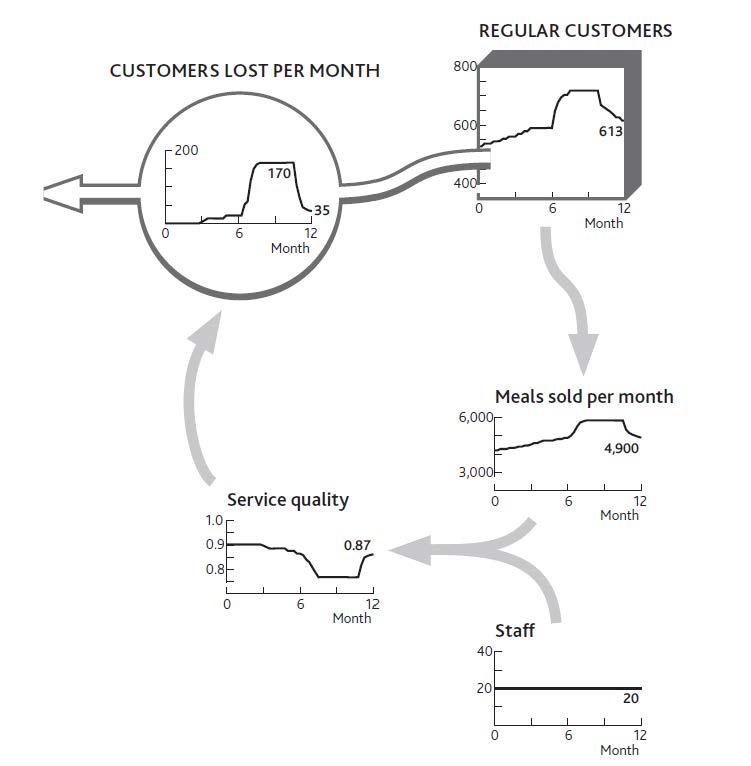 REGULAR CUSTOMERS
800
600
613
400
0 6 12
Month
CUSTOMERS LOST PER MONTH
200
170
35
0 6 12
Month
Meals sold per month
6,000
4,900
3,000
0 6 12
Month
Service quality
1.0
0.9
0.87
0.8
0 6 12
Month
Staff
40
20
20
0 6 12
Month